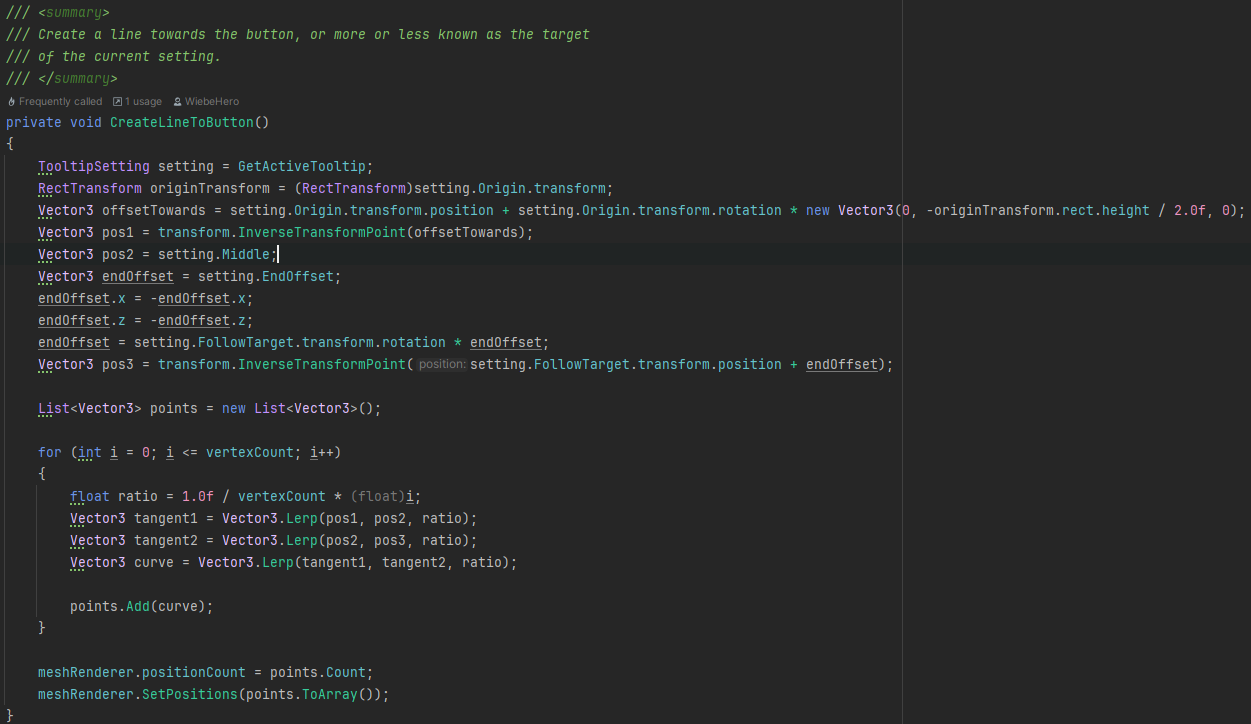 /// <summary>
/// Create a line towards the button, or more or less known as the target
/// of the current setting.
/// </summary>
Frequently called 1 usage WiebeHero
private void CreateLineToButton()
{
TooltipSetting setting = GetActiveTooltip;
RectTransform originTransform = (RectTransform)setting.Origin.transform;
Vector3 offsetTowards = setting.Origin.transform.position + setting.Origin.transform.rotation * new Vector3(0, -originTransform.rect.height / 2.0f, 0);
Vector3 pos1 = transform.InverseTransformPoint(offsetTowards);
Vector3 pos2 = setting.Middle;
Vector3 endOffset = setting.EndOffset;
endOffset.x = -endOffset.x;
endOffset.z = -endOffset.z;
endOffset = setting.FollowTarget.transform.rotation * endOffset;
Vector3 pos3 = transform.InverseTransformPoint( position: setting.FollowTarget.transform.position + endOffset);
List<Vector3> points = new List<Vector3>();
for (int i = 0; i <= vertexCount; i++)
{
float ratio = 1.0f / vertexCount * (float)i;
Vector3 tangent1 = Vector3.Lerp(pos1, pos2, ratio);
Vector3 tangent2 = Vector3.Lerp(pos2, pos3, ratio);
Vector3 curve = Vector3.Lerp(tangent1, tangent2, ratio);
points.Add(curve);
}
meshRenderer.positionCount = points.Count;
meshRenderer.SetPositions(points.ToArray());
}